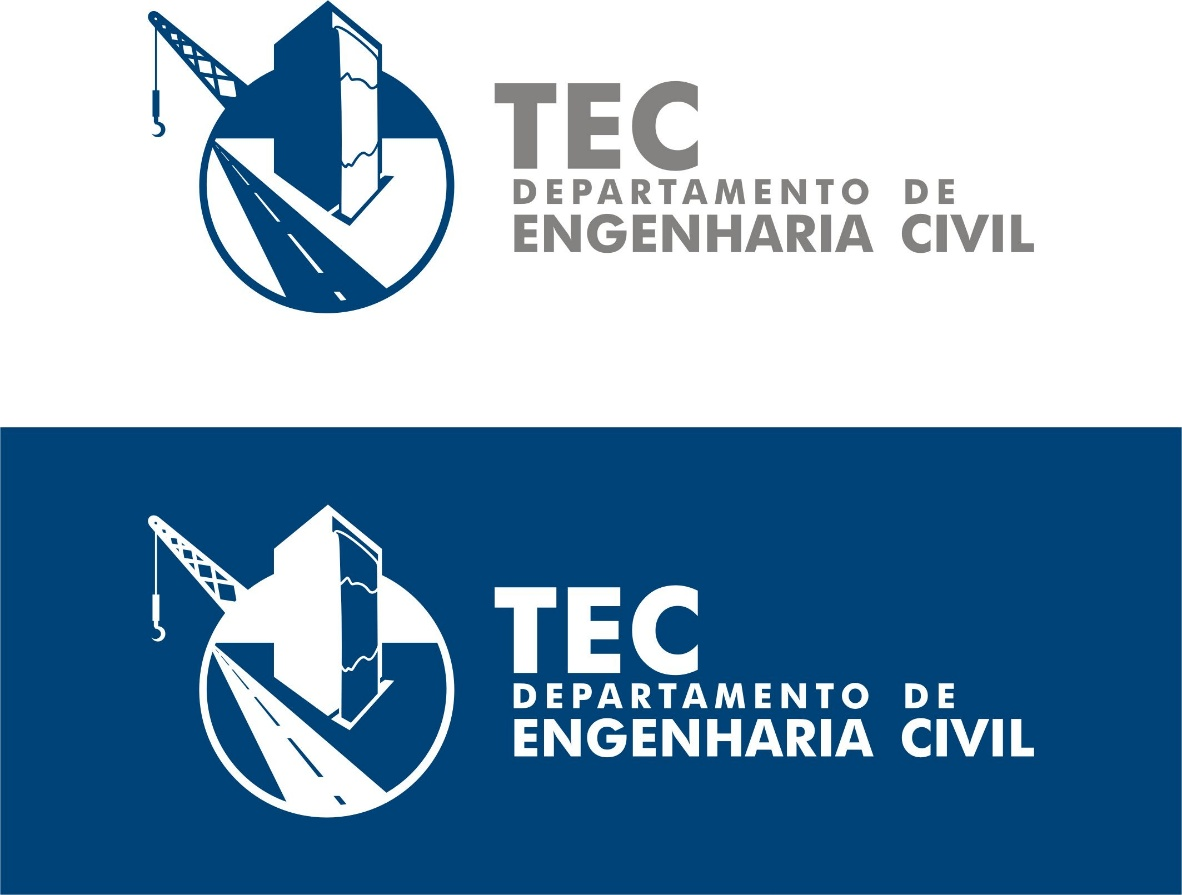 TEC
DEPARTAMENTO DE
ENGENHARIA CIVIL
TEC
DEPARTAMENTO DE
ENGENHARIA CIVIL